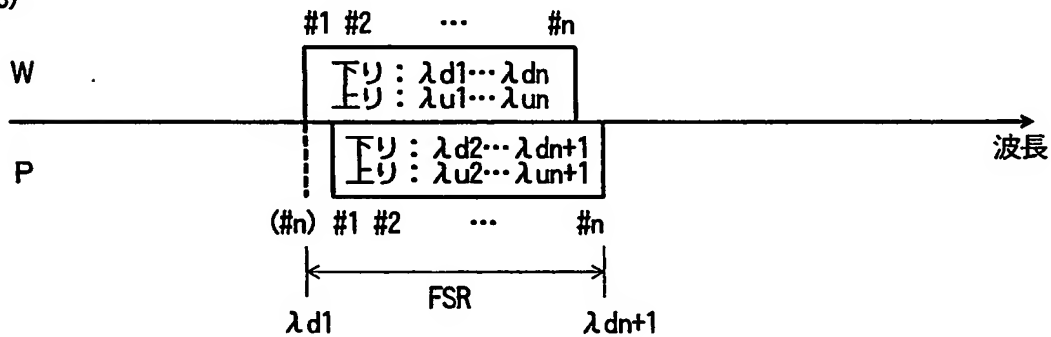 #1 #2 … #n
W
下り：λd1…λdn
上り：λu1…λun
波長
P
下り：λd2…λdn+1
上り：λu2…λun+1
(#n) #1 #2 … #n
FSR
λd1 λdn+1